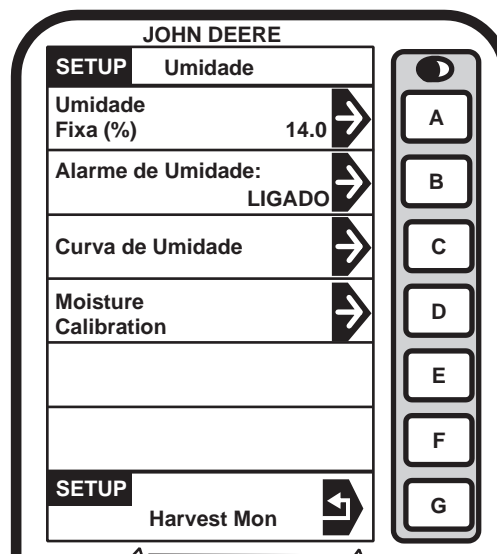 JOHN DEERE
SETUP Umidade
Umidade
Fixa (%) 14.0
A
Alarme de Umidade:
LIGADO
B
Curva de Umidade
C
Moisture
Calibration
D
E
F
SETUP
Harvest Mon
G